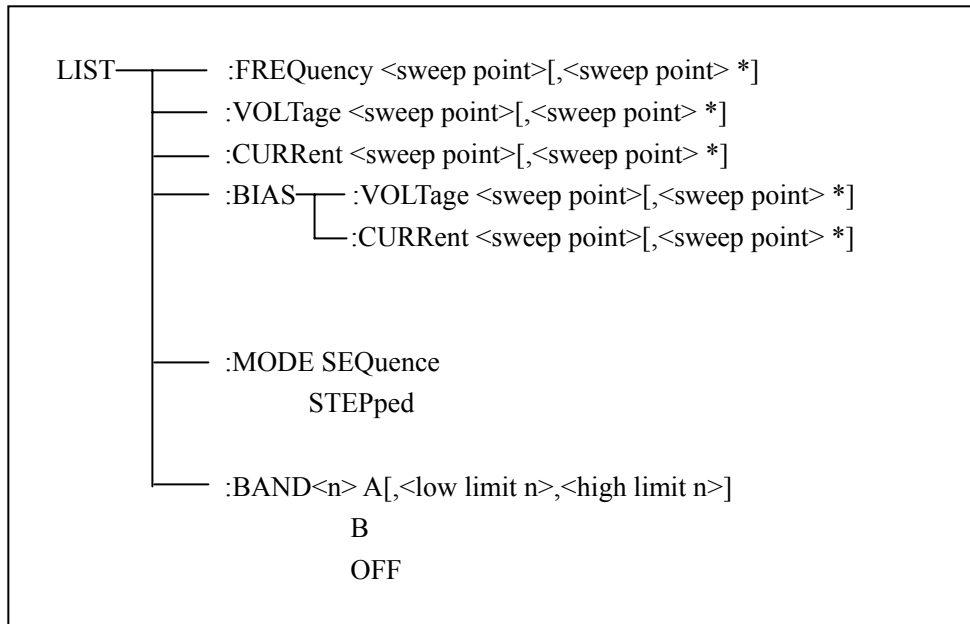 LIST :FREQuency <sweep point>[,<sweep point> *]
:VOLTage <sweep point>[,<sweep point> *]
:CURRent <sweep point>[,<sweep point> *]
:BIAS :VOLTage <sweep point>[,<sweep point> *]
:CURRent <sweep point>[,<sweep point> *]
:MODE SEQuence
STEPped
:BAND<n> A[,<low limit n>,<high limit n>]
B
OFF